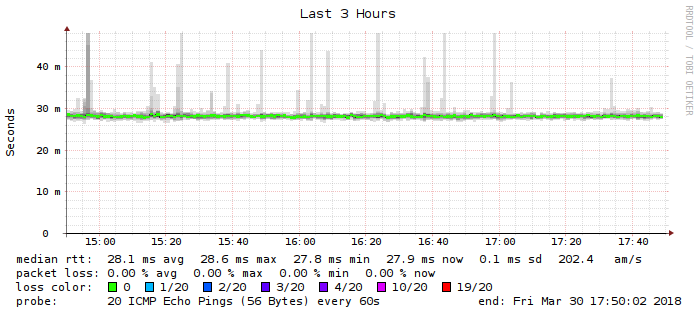 Last 3 Hours
RRDTOOL / TOBI OETIKER
Seconds
40 m
30 m
20 m
10 m
0
15:00 15:20 15:40 16:00 16:20 16:40 17:00 17:20 17:40
median rtt: 28.1 ms avg 28.6 ms max 27.8 ms min 27.9 ms now 0.1 ms sd 202.4 am/s
packet loss: 0.00 % avg 0.00 % max 0.00 % min 0.00 % now
loss color: 0 1/20 2/20 3/20 4/20 10/20 19/20
probe: 20 ICMP Echo Pings (56 Bytes) every 60s end: Fri Mar 30 17:50:02 2018